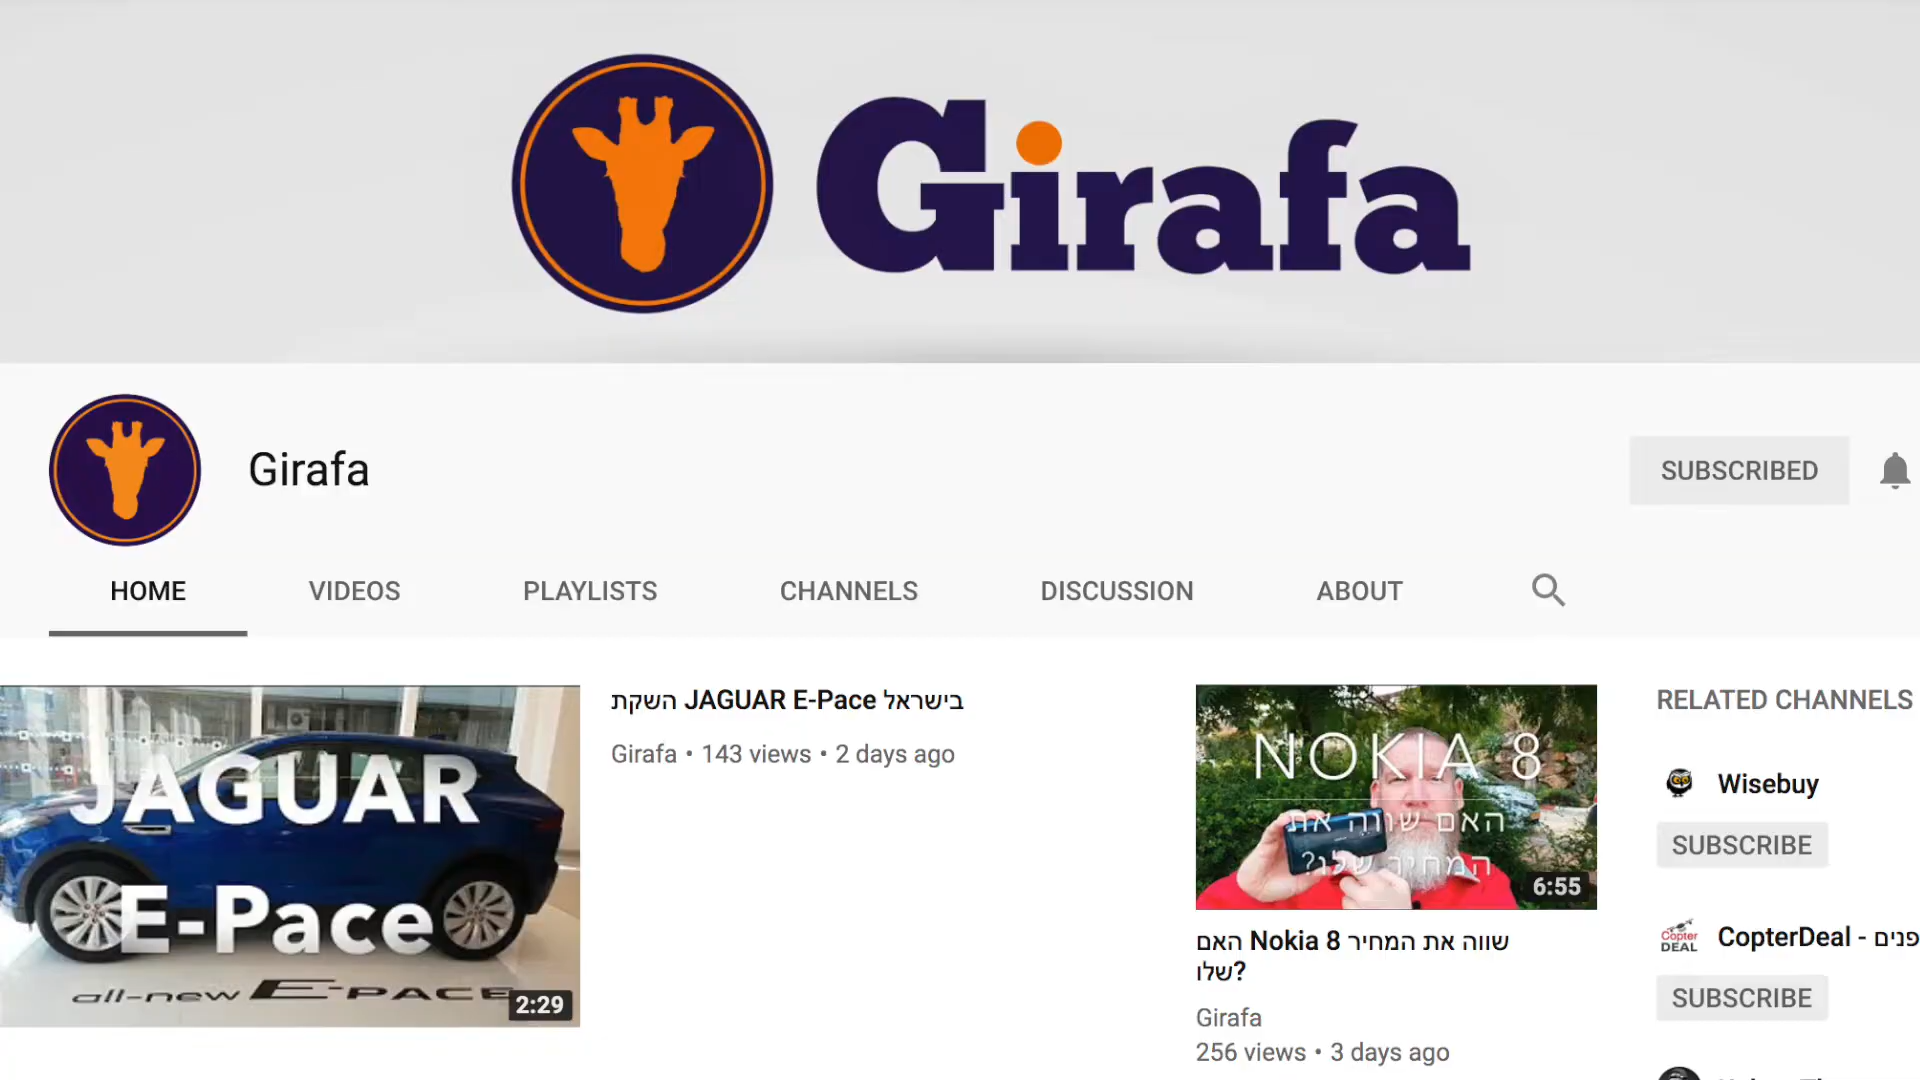 Girafa
Girafa
SUBSCRIBED
HOME
VIDEOS
PLAYLISTS
CHANNELS
DISCUSSION
ABOUT
JAGUAR
E-Pace
all-new E-PACE
2:29
השקת JAGUAR E-Pace בישראל
Girafa • 143 views • 2 days ago
NOKIA 8
האם שווה את
המחיר שלו?
6:55
האם Nokia 8 שווה את המחיר
שלו?
Girafa
256 views • 3 days ago
RELATED CHANNELS
Wisebuy
SUBSCRIBE
Copter
DEAL
CopterDeal - פנים
SUBSCRIBE